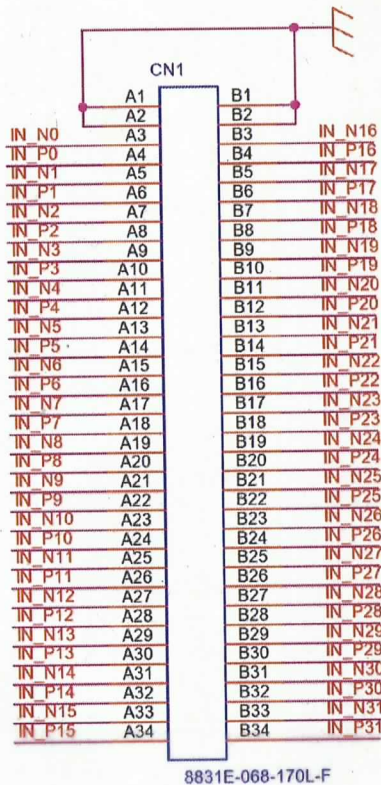 CN1
A1 B1
A2 B2
IN_N0 A3 B3 IN_N16
IN_P0 A4 B4 IN_P16
IN_N1 A5 B5 IN_N17
IN_P1 A6 B6 IN_P17
IN_N2 A7 B7 IN_N18
IN_P2 A8 B8 IN_P18
IN_N3 A9 B9 IN_N19
IN_P3 A10 B10 IN_P19
IN_N4 A11 B11 IN_N20
IN_P4 A12 B12 IN_P20
IN_N5 A13 B13 IN_N21
IN_P5 A14 B14 IN_P21
IN_N6 A15 B15 IN_N22
IN_P6 A16 B16 IN_P22
IN_N7 A17 B17 IN_N23
IN_P7 A18 B18 IN_P23
IN_N8 A19 B19 IN_N24
IN_P8 A20 B20 IN_P24
IN_N9 A21 B21 IN_N25
IN_P9 A22 B22 IN_P25
IN_N10 A23 B23 IN_N26
IN_P10 A24 B24 IN_P26
IN_N11 A25 B25 IN_N27
IN_P11 A26 B26 IN_P27
IN_N12 A27 B27 IN_N28
IN_P12 A28 B28 IN_P28
IN_N13 A29 B29 IN_N29
IN_P13 A30 B30 IN_P29
IN_N14 A31 B31 IN_N30
IN_P14 A32 B32 IN_P30
IN_N15 A33 B33 IN_N31
IN_P15 A34 B34 IN_P31
8831E-068-170L-F